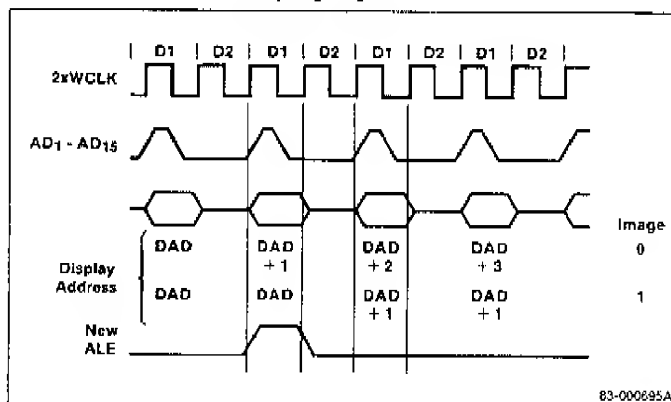 D1 D2 D1 D2 D1 D2 D1 D2
2xWCLK
AD1 - AD15
Image
DAD DAD DAD DAD 0
+ 1 + 2 + 3
Display
Address
DAD DAD DAD DAD 1
+ 1 + 1
New
ALE
83-000695A